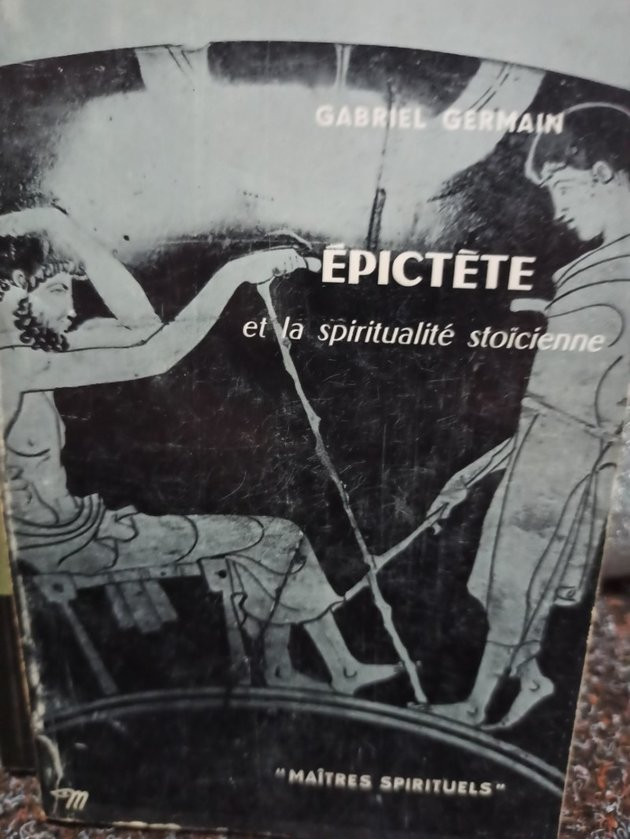 GABRIEL GERMAIN
ÉPICTÈTE
et la spiritualité stoïcienne
"MAÎTRES SPIRITUELS"